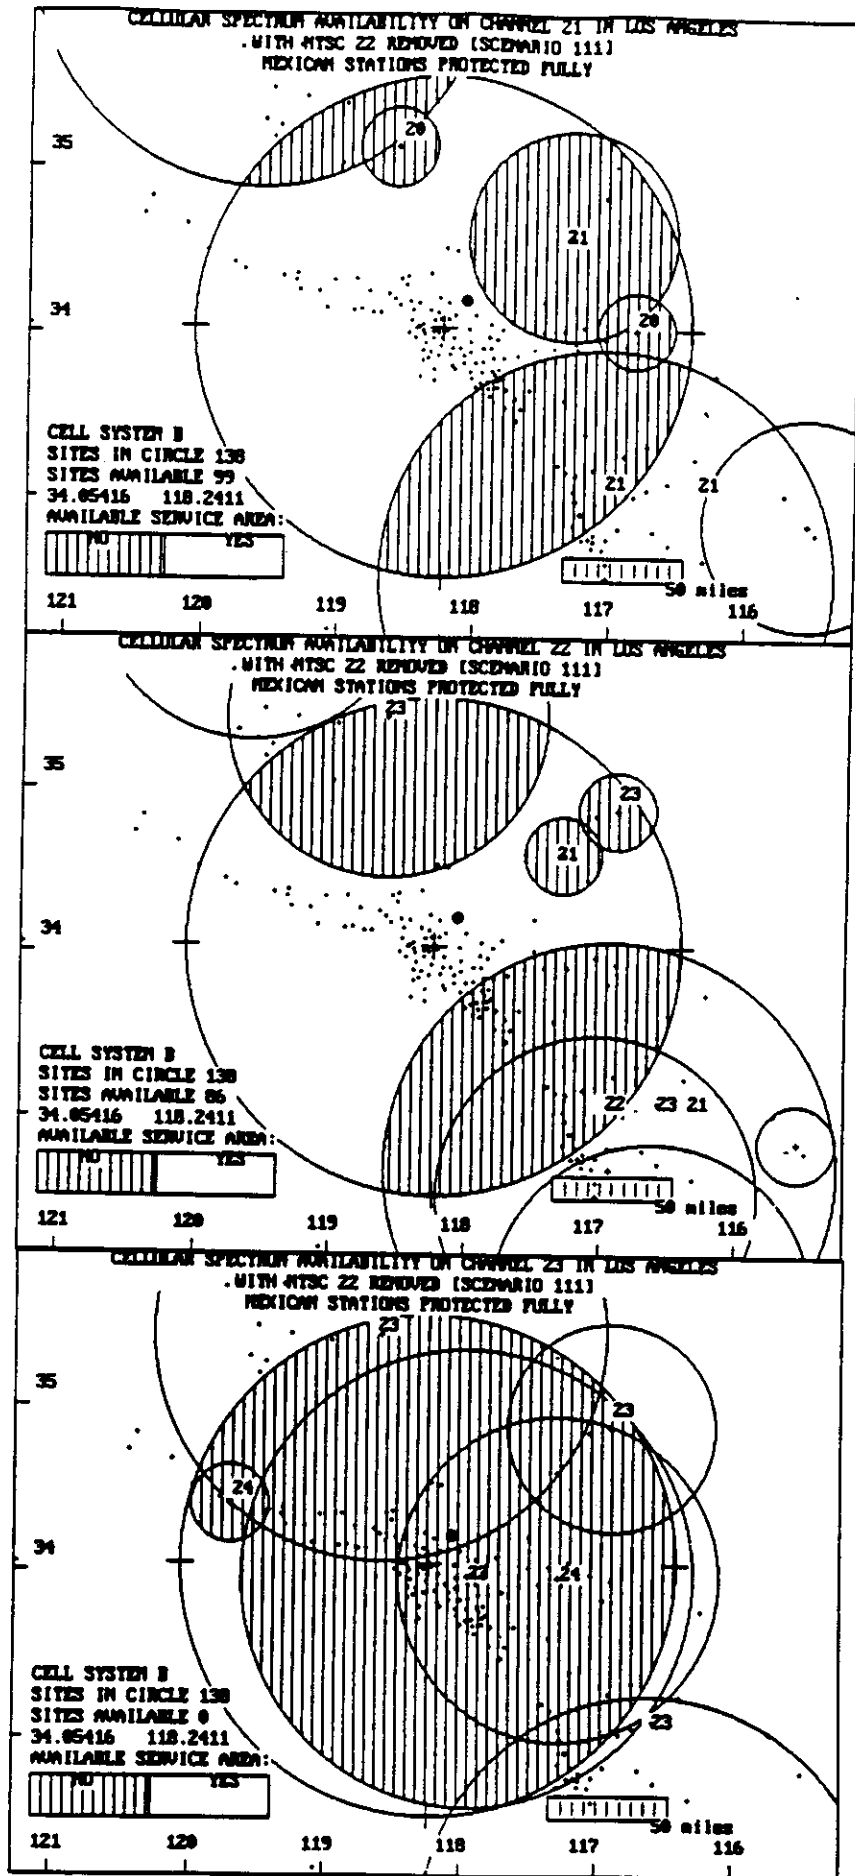 CELLULAR SPECTRUM AVAILABILITY ON CHANNEL 21 IN LOS ANGELES
.WITH NTSC 22 REMOVED [SCENARIO 111]
MEXICAN STATIONS PROTECTED FULLY
20
35
21
34
20
CELL SYSTEM B
SITES IN CIRCLE 138
SITES AVAILABLE 99
34.05416 118.2411
AVAILABLE SERVICE AREA:
NO YES
21 21
50 miles
121 120 119 118 117 116
CELLULAR SPECTRUM AVAILABILITY ON CHANNEL 22 IN LOS ANGELES
.WITH NTSC 22 REMOVED [SCENARIO 111]
MEXICAN STATIONS PROTECTED FULLY
23
35
23
21
34
CELL SYSTEM B
SITES IN CIRCLE 138
SITES AVAILABLE 86
34.05416 118.2411
AVAILABLE SERVICE AREA:
NO YES
22 23 21
50 miles
121 120 119 118 117 116
CELLULAR SPECTRUM AVAILABILITY ON CHANNEL 23 IN LOS ANGELES
.WITH NTSC 22 REMOVED [SCENARIO 111]
MEXICAN STATIONS PROTECTED FULLY
23
35
23
24
34
24
CELL SYSTEM B
SITES IN CIRCLE 138
SITES AVAILABLE 0
34.05416 118.2411
AVAILABLE SERVICE AREA:
NO YES
23
50 miles
121 120 119 118 117 116